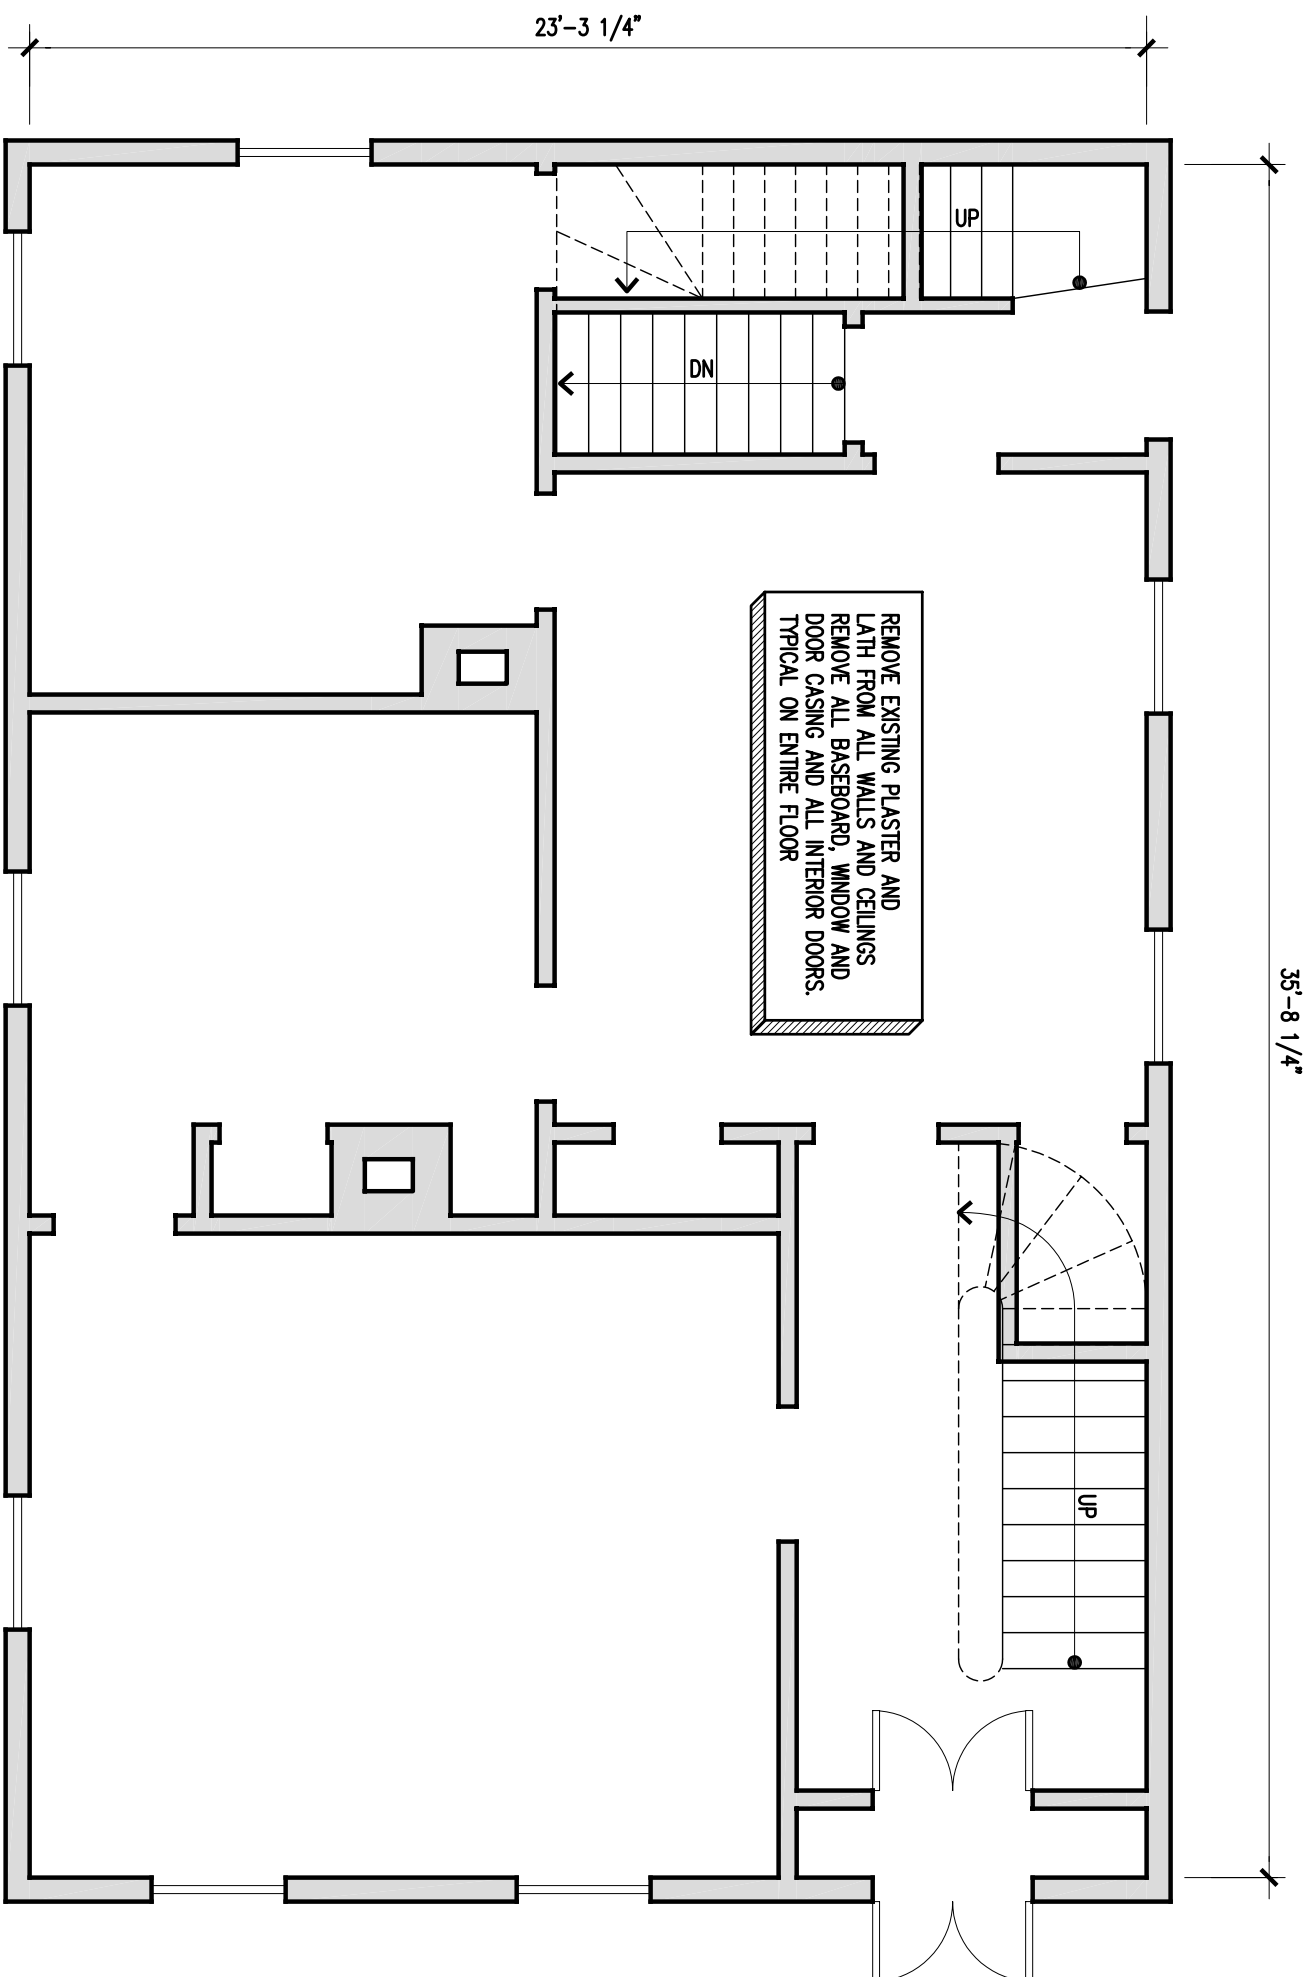 23'-3 1/4"
UP
DN
REMOVE EXISTING PLASTER AND
LATH FROM ALL WALLS AND CEILINGS
REMOVE ALL BASEBOARD, WINDOW AND
DOOR CASING AND ALL INTERIOR DOORS.
TYPICAL ON ENTIRE FLOOR
35'-8 1/4"
UP